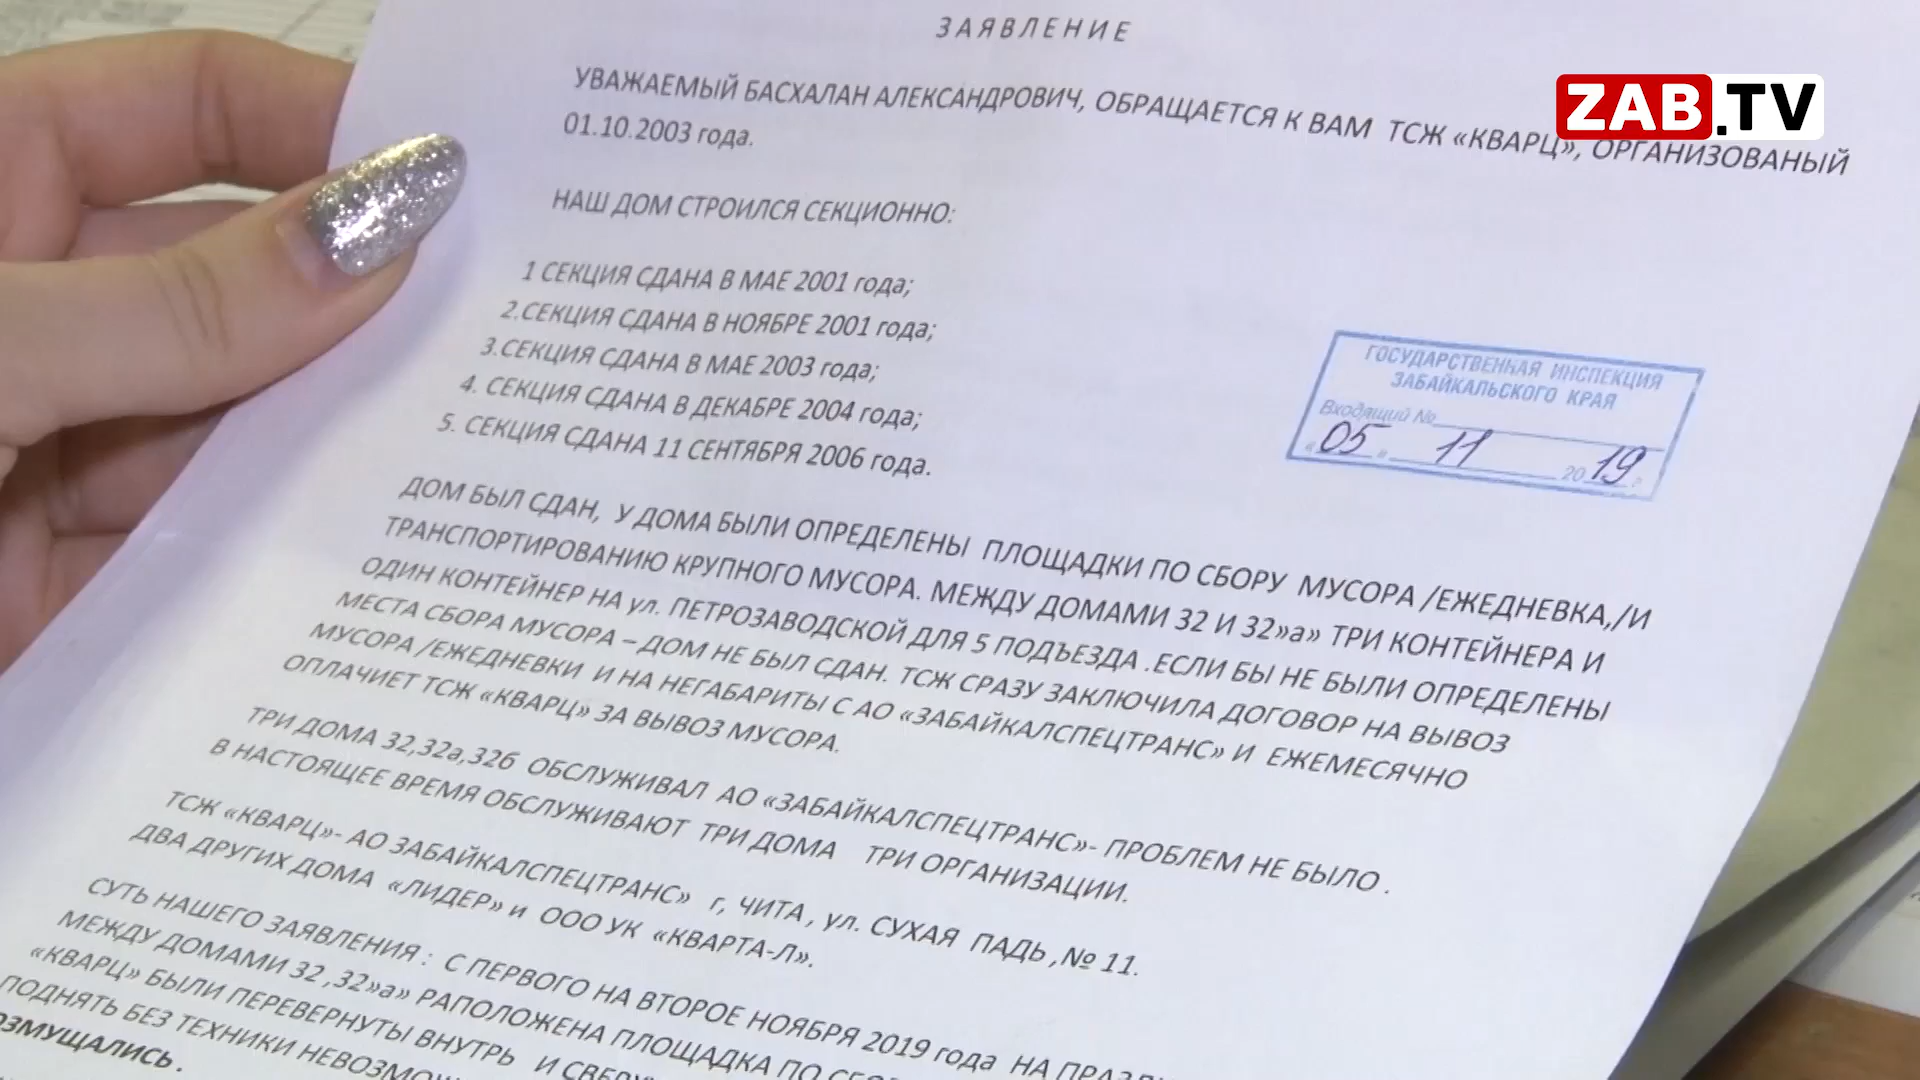 ZAB.TV
ЗАЯВЛЕНИЕ
УВАЖАЕМЫЙ БАСХАЛАН АЛЕКСАНДРОВИЧ, ОБРАЩАЕТСЯ К ВАМ ТСЖ «КВАРЦ», ОРГАНИЗОВАНЫЙ
01.10.2003 года.
НАШ ДОМ СТРОИЛСЯ СЕКЦИОННО:
1 СЕКЦИЯ СДАНА В МАЕ 2001 года;
2.СЕКЦИЯ СДАНА В НОЯБРЕ 2001 года;
3.СЕКЦИЯ СДАНА В МАЕ 2003 года;
4. СЕКЦИЯ СДАНА В ДЕКАБРЕ 2004 года;
5. СЕКЦИЯ СДАНА 11 СЕНТЯБРЯ 2006 года.
ГОСУДАРСТВЕННАЯ ИНСПЕКЦИЯ
ЗАБАЙКАЛЬСКОГО КРАЯ
Входящий №
«05» 11 2019 г.
ДОМ БЫЛ СДАН, У ДОМА БЫЛИ ОПРЕДЕЛЕНЫ ПЛОЩАДКИ ПО СБОРУ МУСОРА /ЕЖЕДНЕВКА,/И
ТРАНСПОРТИРОВАНИЮ КРУПНОГО МУСОРА. МЕЖДУ ДОМАМИ 32 И 32»а» ТРИ КОНТЕЙНЕРА И
ОДИН КОНТЕЙНЕР НА ул. ПЕТРОЗАВОДСКОЙ ДЛЯ 5 ПОДЪЕЗДА .ЕСЛИ БЫ НЕ БЫЛИ ОПРЕДЕЛЕНЫ
МЕСТА СБОРА МУСОРА – ДОМ НЕ БЫЛ СДАН. ТСЖ СРАЗУ ЗАКЛЮЧИЛА ДОГОВОР НА ВЫВОЗ
МУСОРА /ЕЖЕДНЕВКИ И НА НЕГАБАРИТЫ С АО «ЗАБАЙКАЛСПЕЦТРАНС» И ЕЖЕМЕСЯЧНО
ОПЛАЧИЕТ ТСЖ «КВАРЦ» ЗА ВЫВОЗ МУСОРА.
ТРИ ДОМА 32,32а,32б ОБСЛУЖИВАЛ АО «ЗАБАЙКАЛСПЕЦТРАНС»- ПРОБЛЕМ НЕ БЫЛО .
В НАСТОЯЩЕЕ ВРЕМЯ ОБСЛУЖИВАЮТ ТРИ ДОМА ТРИ ОРГАНИЗАЦИИ.
ТСЖ «КВАРЦ»- АО ЗАБАЙКАЛСПЕЦТРАНС» г, ЧИТА , ул. СУХАЯ ПАДЬ ,№ 11.
ДВА ДРУГИХ ДОМА «ЛИДЕР» и ООО УК «КВАРТА-Л».
СУТЬ НАШЕГО ЗАЯВЛЕНИЯ : С ПЕРВОГО НА ВТОРОЕ НОЯБРЯ 2019 года НА
МЕЖДУ ДОМАМИ 32 ,32»а» РАПОЛОЖЕНА ПЛОЩАДКА ПО
«КВАРЦ» БЫЛИ ПЕРЕВЕРНУТЫ ВНУТРЬ И
ПОДНЯТЬ БЕЗ ТЕХНИКИ